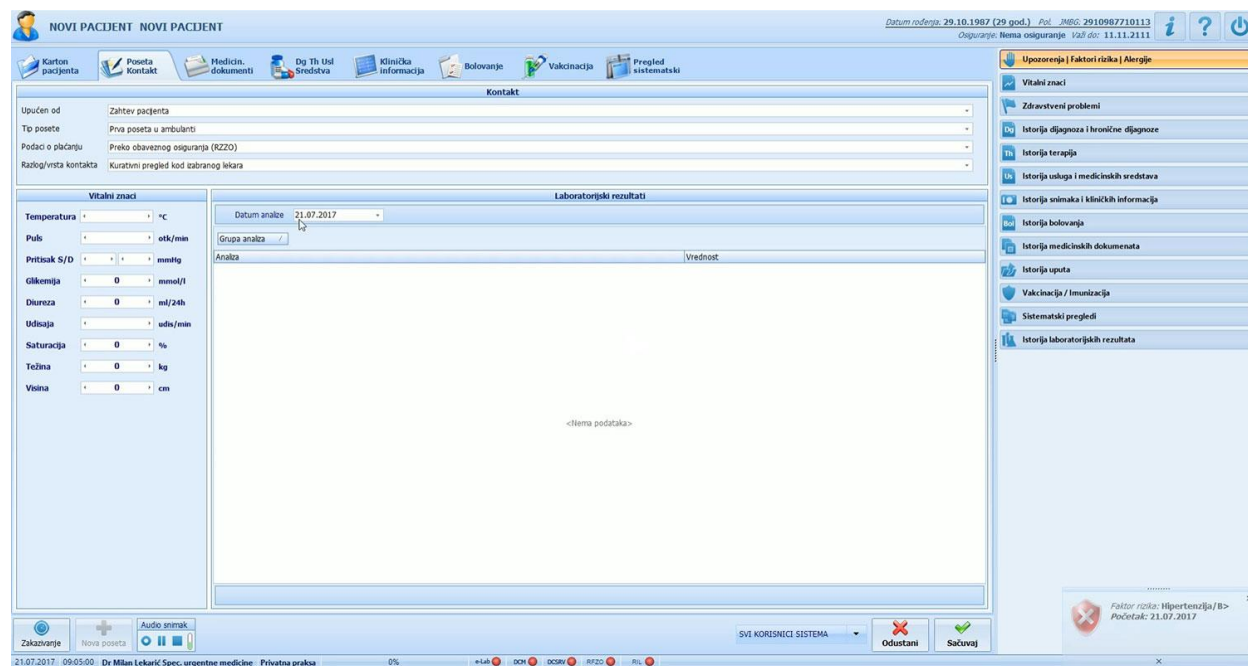 NOVI PACIJENT NOVI PACIJENT
Datum rođenja: 29.10.1987 (29 god.) Pol. JMBG: 2910987710113
Osiguranje: Nema osiguranje Važi do: 11.11.2111
Karton pacijenta
Poseta Kontakt
Medicin. dokumenti
Dg Th Usl Sredstva
Klinička informacija
Bolovanje
Vakcinacija
Pregled sistematski
Kontakt
Upućen od Zahtev pacijenta
Tip posete Prva poseta u ambulanti
Podaci o plaćanju Preko obaveznog osiguranja (RZZO)
Razlog/vrsta kontakta Kurativni pregled kod izabranog lekara
Vitalni znaci
Temperatura °C
Puls otk/min
Pritisak S/D mmHg
Glikemija 0 mmol/l
Diureza 0 ml/24h
Udisaja udis/min
Saturacija 0 %
Težina 0 kg
Visina 0 cm
Laboratorijski rezultati
Datum analize 21.07.2017
Grupa analiza
Analiza Vrednost
<Nema podataka>
Upozorenja | Faktori rizika | Alergije
Vitalni znaci
Zdravstveni problemi
Dg Istorija dijagnoza i hronične dijagnoze
Th Istorija terapija
Us Istorija usluga i medicinskih sredstava
Istorija snimaka i kliničkih informacija
Bol Istorija bolovanja
Istorija medicinskih dokumenata
Istorija uputa
Vakcinacija / Imunizacija
Sistematski pregledi
Istorija laboratorijskih rezultata
Faktor rizika: Hipertenzija/B>
Početak: 21.07.2017
Zakazivanje
Nova poseta
Audio snimak
SVI KORISNICI SISTEMA
Odustani
Sačuvaj
21.07.2017 09:05:00 Dr Milan Lekarić Spec. urgentne medicine Privatna praksa 0% e-Lab DCM DCSRV RFZO RIL